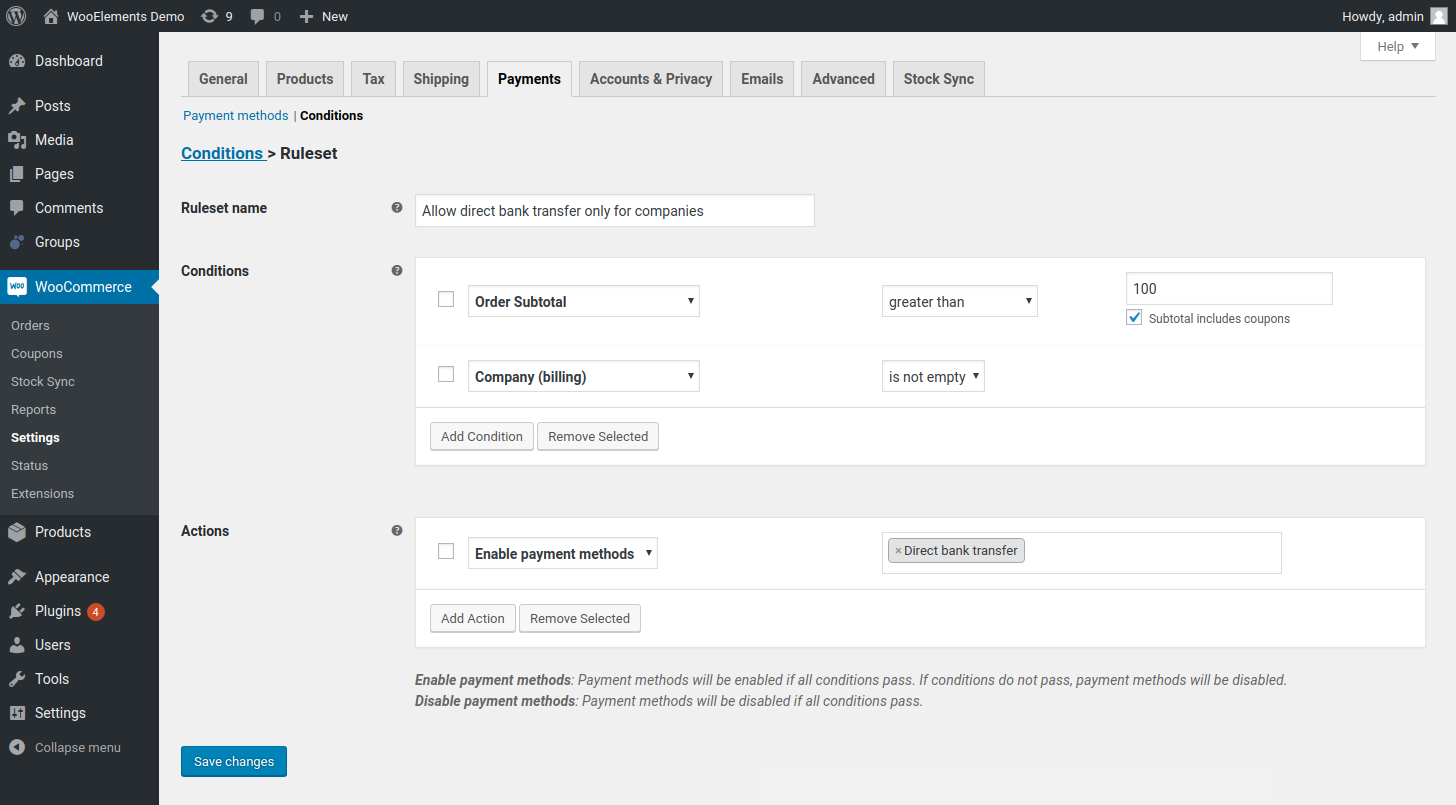 WooElements Demo 9 0 New Howdy, admin
Help
Dashboard
Posts
Media
Pages
Comments
Groups
WOO WooCommerce
Orders
Coupons
Stock Sync
Reports
Settings
Status
Extensions
Products
Appearance
Plugins 4
Users
Tools
Settings
Collapse menu
General Products Tax Shipping Payments Accounts & Privacy Emails Advanced Stock Sync
Payment methods | Conditions
Conditions > Ruleset
Ruleset name ? Allow direct bank transfer only for companies
Conditions ?
Order Subtotal greater than 100
Subtotal includes coupons
Company (billing) is not empty
Add Condition Remove Selected
Actions ?
Enable payment methods × Direct bank transfer
Add Action Remove Selected
Enable payment methods: Payment methods will be enabled if all conditions pass. If conditions do not pass, payment methods will be disabled.
Disable payment methods: Payment methods will be disabled if all conditions pass.
Save changes